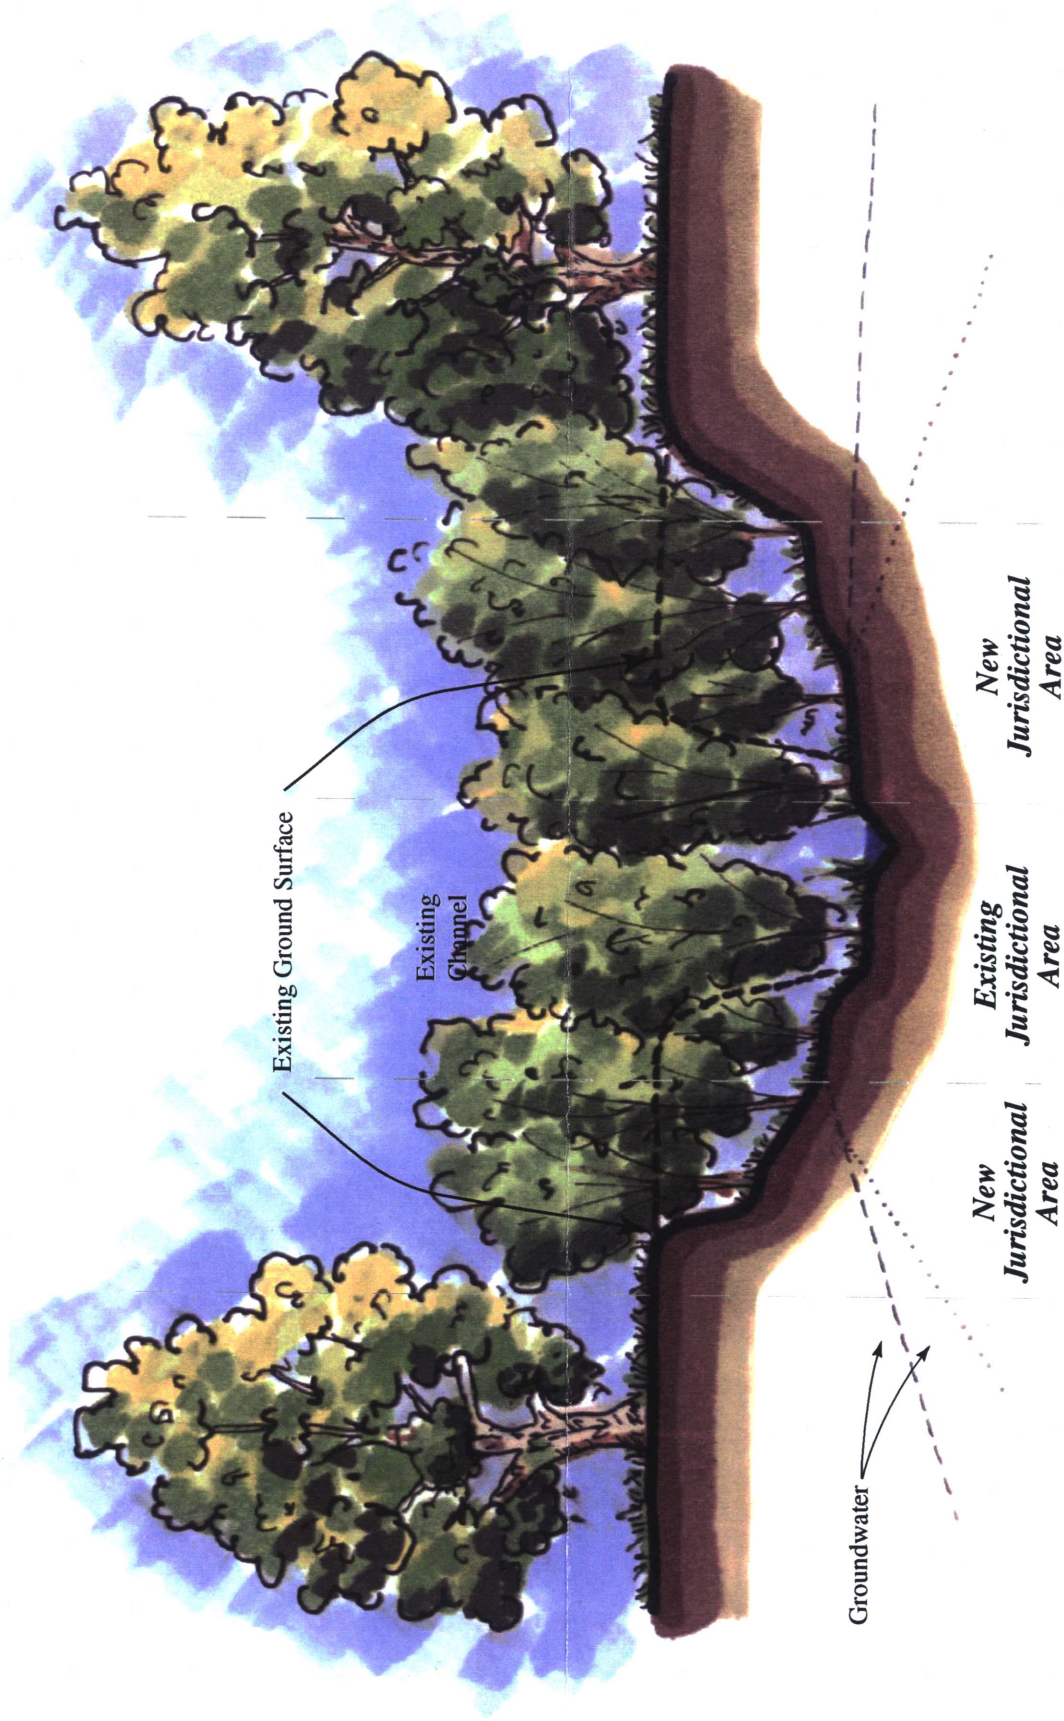 Existing Ground Surface
Existing
Channel
Groundwater
New
Jurisdictional
Area
Existing
Jurisdictional
Area
New
Jurisdictional
Area